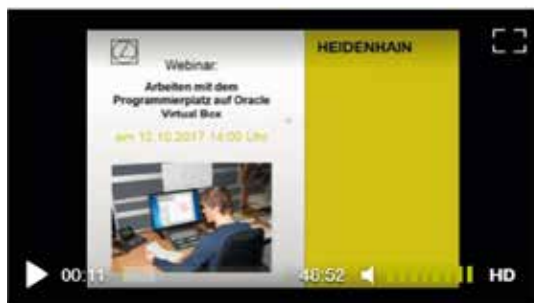 HEIDENHAIN
Webinar:
Arbeiten mit dem
Programmierplatz auf Oracle
Virtual Box
am 12.10.2017 14:00 Uhr
00:11
46:52
HD